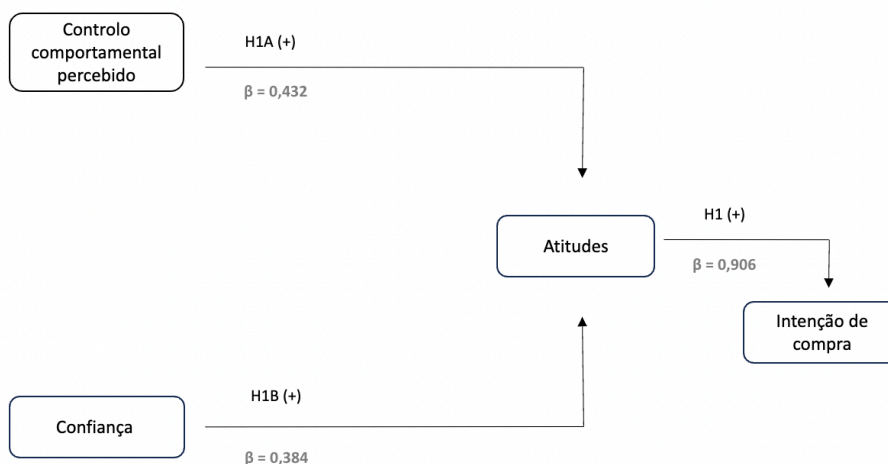 Controlo
comportamental
percebido
H1A (+)
β = 0,432
Atitudes
H1 (+)
β = 0,906
Intenção de
compra
Confiança
H1B (+)
β = 0,384